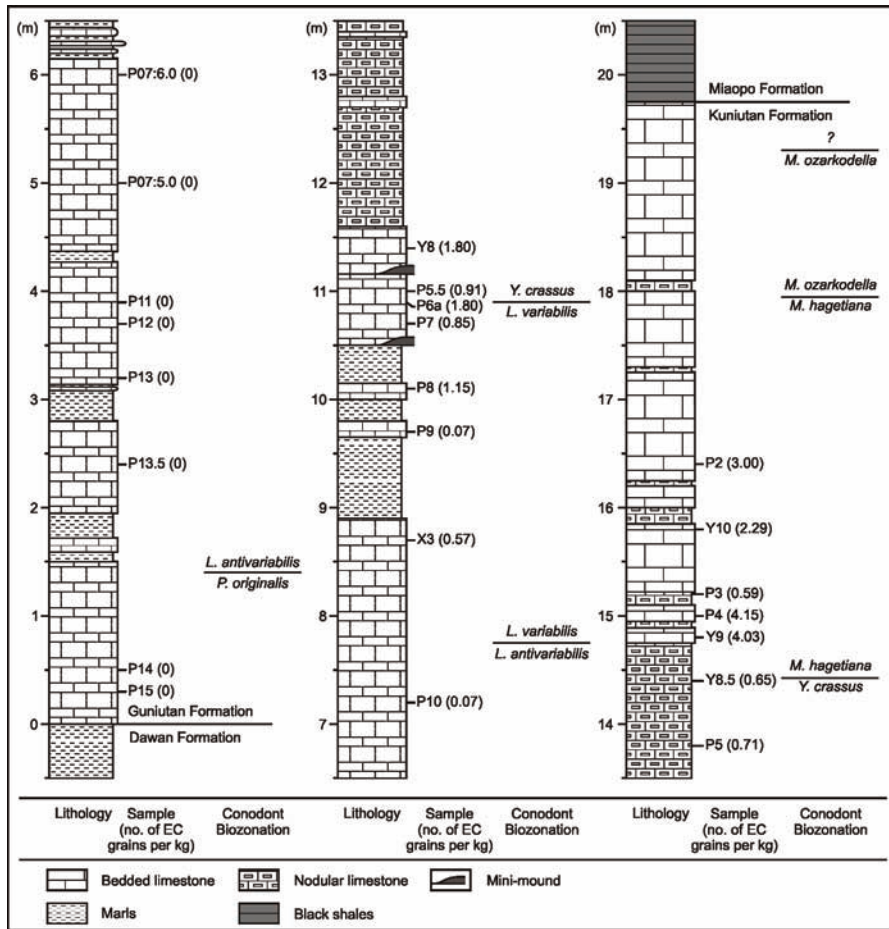 (m)
6
P07:6.0 (0)
5
P07:5.0 (0)
4
P11 (0)
P12 (0)
P13 (0)
3
P13.5 (0)
2
L. antivariabilis
P. originalis
1
P14 (0)
P15 (0)
Guniutan Formation
0
Dawan Formation
(m)
13
12
Y8 (1.80)
11
P5.5 (0.91)
Y. crassus
P6a (1.80)
L. variabilis
P7 (0.85)
P8 (1.15)
10
P9 (0.07)
9
X3 (0.57)
8
L. variabilis
L. antivariabilis
P10 (0.07)
7
(m)
20
Miaopo Formation
Kuniutan Formation
?
M. ozarkodella
19
M. ozarkodella
18
M. hagetiana
17
P2 (3.00)
16
Y10 (2.29)
P3 (0.59)
15
P4 (4.15)
Y9 (4.03)
M. hagetiana
Y8.5 (0.65)
Y. crassus
14
P5 (0.71)
Lithology Sample (no. of EC grains per kg) Conodont Biozonation
Lithology Sample (no. of EC grains per kg) Conodont Biozonation
Lithology Sample (no. of EC grains per kg) Conodont Biozonation
Bedded limestone
Nodular limestone
Mini-mound
Marls
Black shales